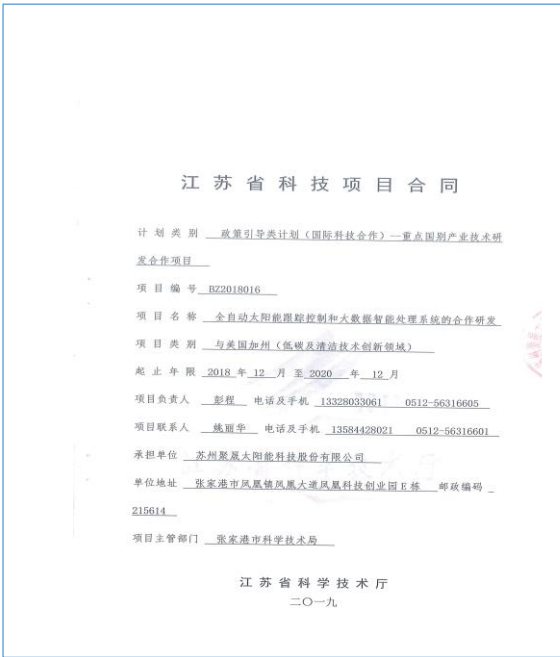 江苏省科技项目合同
计划类别 政策引导类计划（国际科技合作）—重点国别产业技术研
发合作项目
项目编号 BZ2018016
项目名称 全自动太阳能跟踪控制和大数据智能处理系统的合作研发
项目类别 与美国加州（低碳及清洁技术创新领域）
起止年限 2018 年 12 月 至 2020 年 12 月
项目负责人 彭程 电话及手机 13328033061 0512-56316605
项目联系人 姚丽华 电话及手机 13584428021 0512-56316601
承担单位 苏州聚晟太阳能科技股份有限公司
单位地址 张家港市凤凰镇凤凰大道凤凰科技创业园 E 栋 邮政编码
215614
项目主管部门 张家港市科学技术局
江苏省科学技术厅
二〇一九